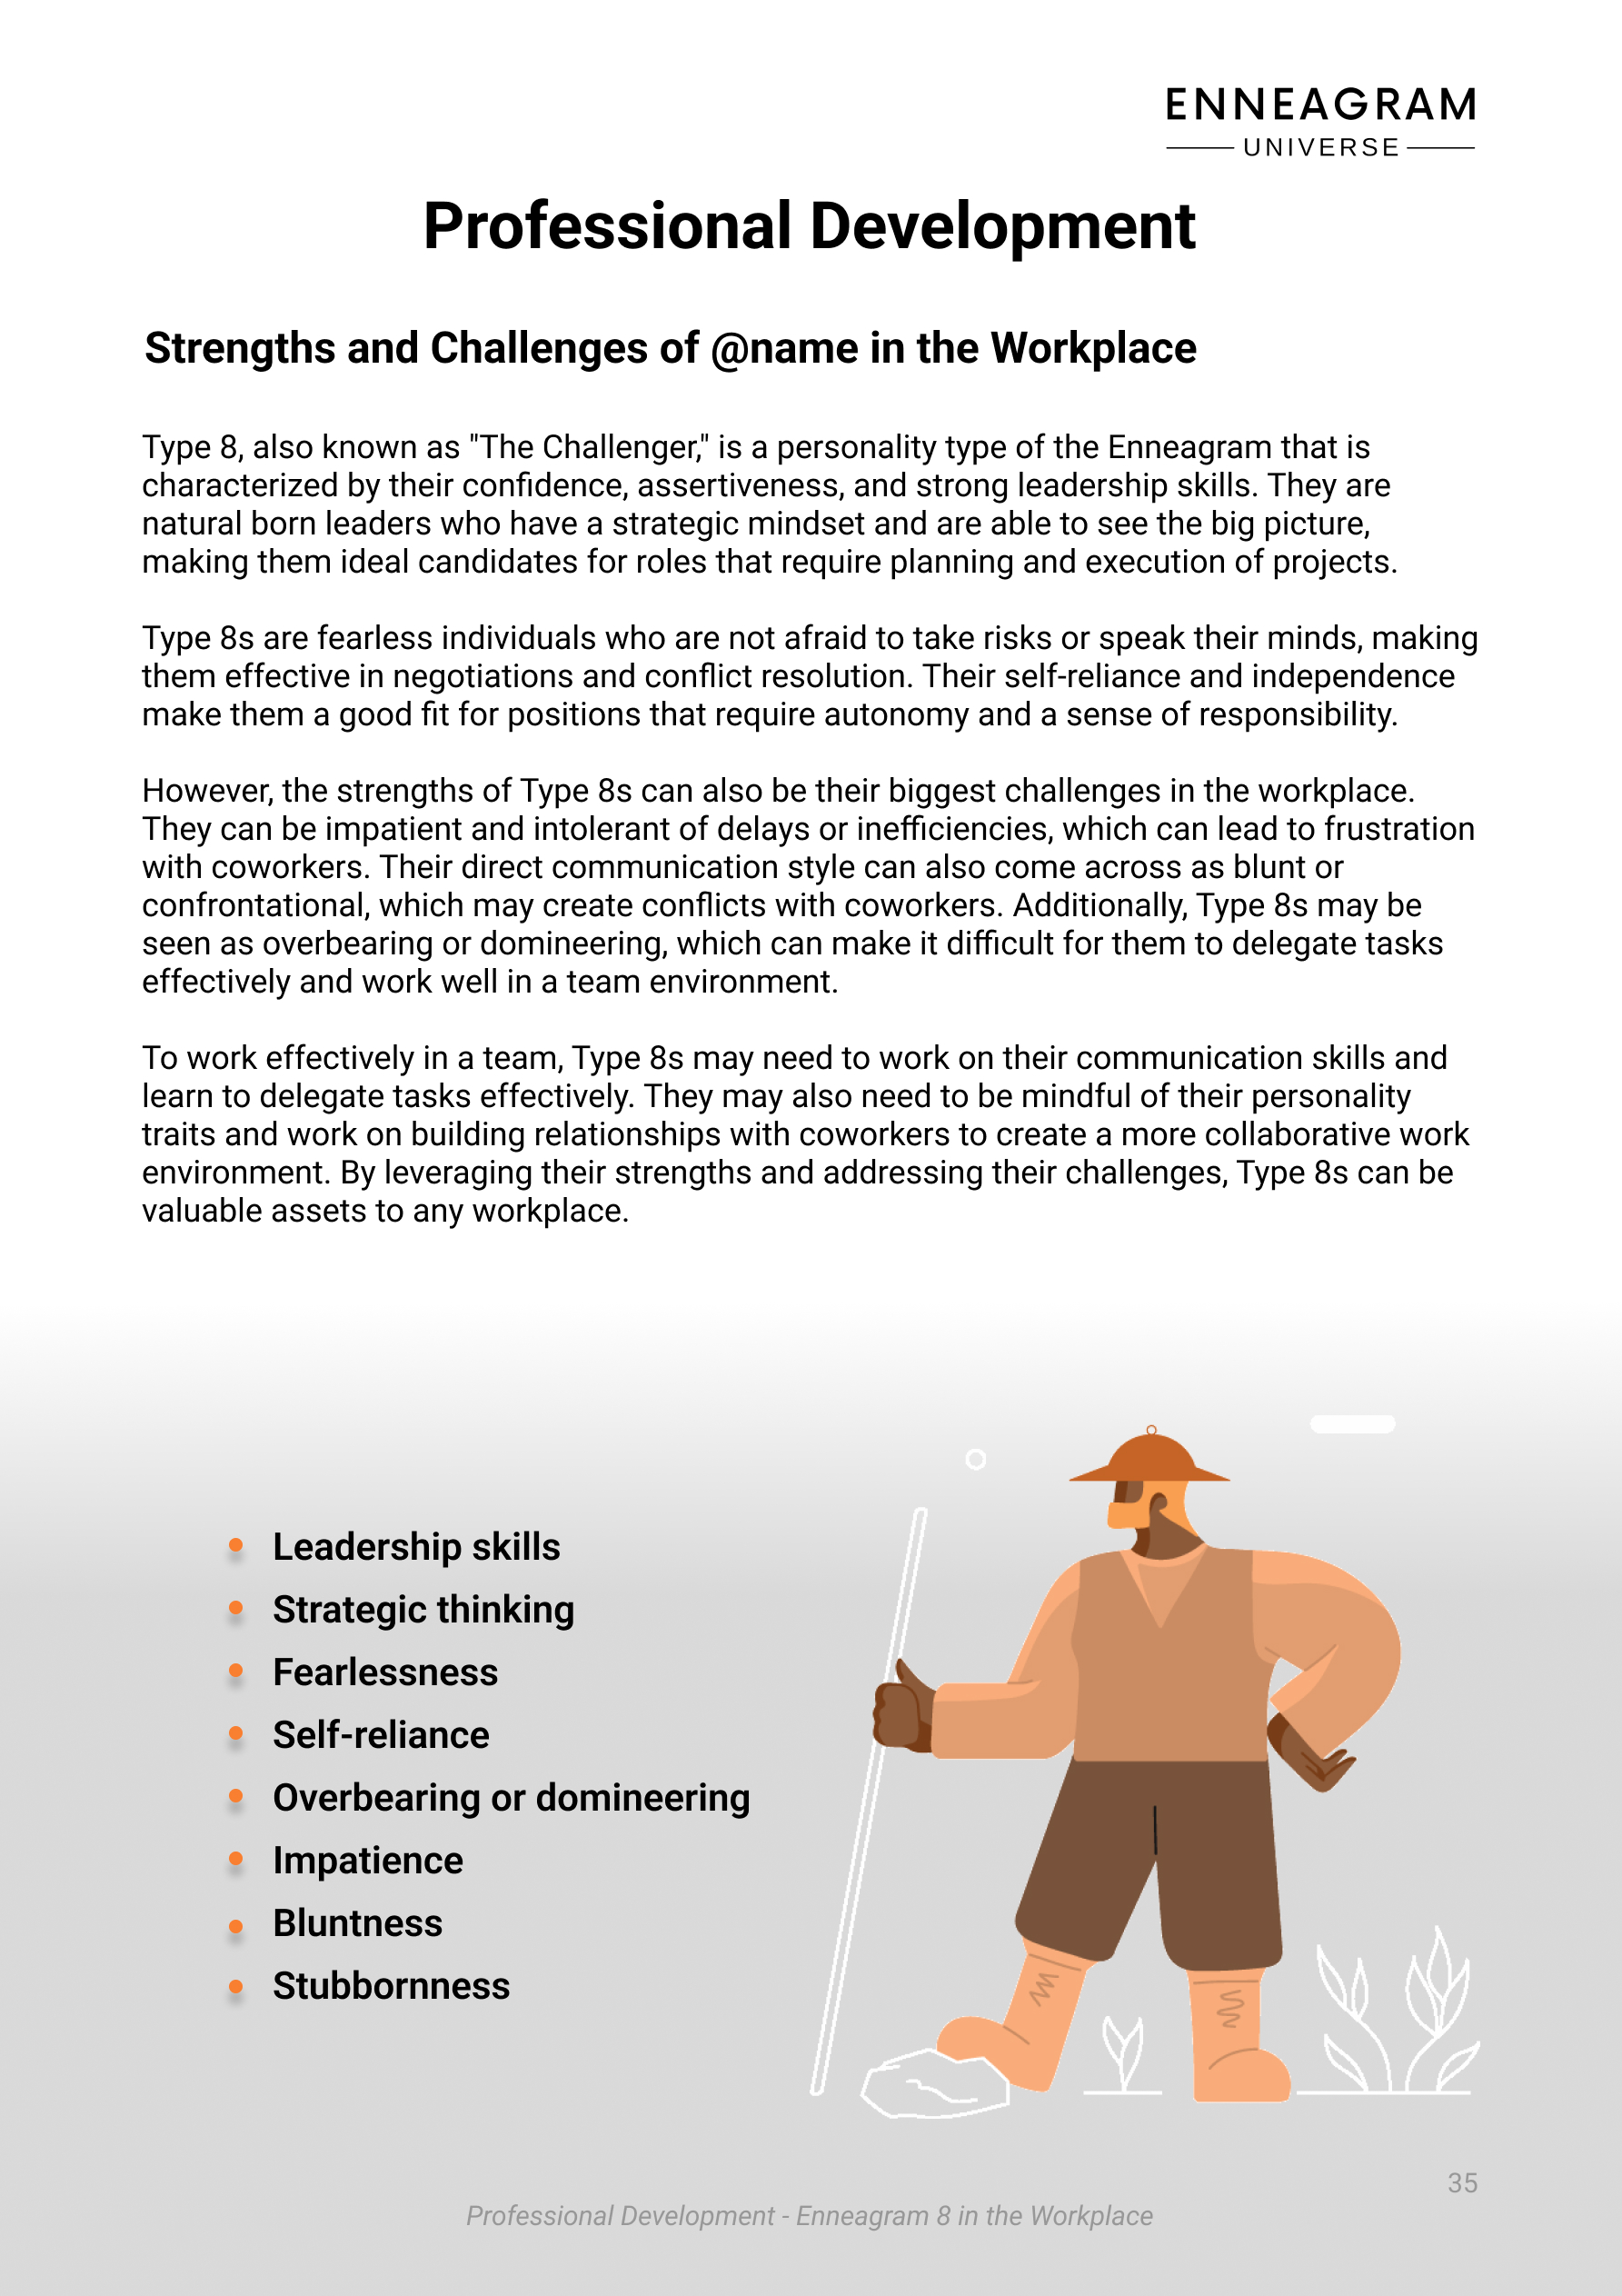 ENNEAGRAM
UNIVERSE
Professional Development
Strengths and Challenges of @name in the Workplace
Type 8, also known as "The Challenger," is a personality type of the Enneagram that is
characterized by their confidence, assertiveness, and strong leadership skills. They are
natural born leaders who have a strategic mindset and are able to see the big picture,
making them ideal candidates for roles that require planning and execution of projects.
Type 8s are fearless individuals who are not afraid to take risks or speak their minds, making
them effective in negotiations and conflict resolution. Their self-reliance and independence
make them a good fit for positions that require autonomy and a sense of responsibility.
However, the strengths of Type 8s can also be their biggest challenges in the workplace.
They can be impatient and intolerant of delays or inefficiencies, which can lead to frustration
with coworkers. Their direct communication style can also come across as blunt or
confrontational, which may create conflicts with coworkers. Additionally, Type 8s may be
seen as overbearing or domineering, which can make it difficult for them to delegate tasks
effectively and work well in a team environment.
To work effectively in a team, Type 8s may need to work on their communication skills and
learn to delegate tasks effectively. They may also need to be mindful of their personality
traits and work on building relationships with coworkers to create a more collaborative work
environment. By leveraging their strengths and addressing their challenges, Type 8s can be
valuable assets to any workplace.
Leadership skills
Strategic thinking
Fearlessness
Self-reliance
Overbearing or domineering
Impatience
Bluntness
Stubbornness
35
Professional Development - Enneagram 8 in the Workplace